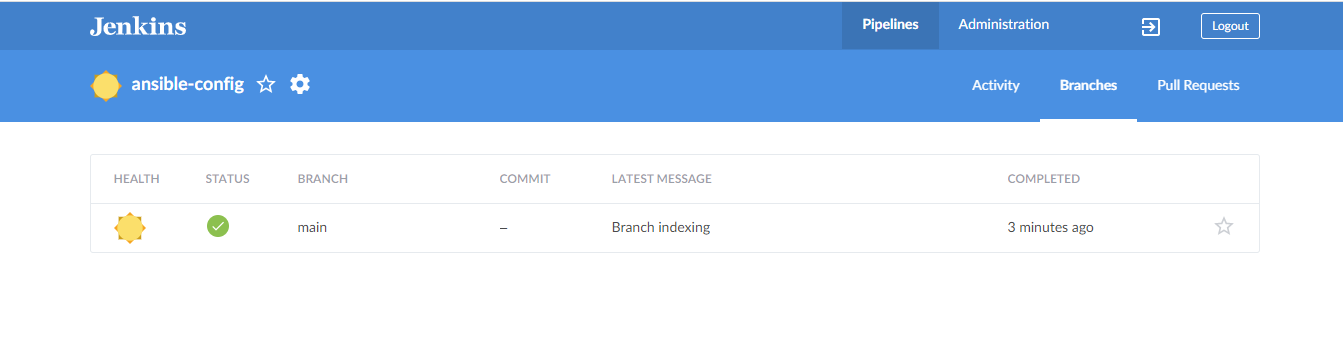 Jenkins Pipelines Administration Logout
ansible-config Activity Branches Pull Requests
HEALTH STATUS BRANCH COMMIT LATEST MESSAGE COMPLETED
main – Branch indexing 3 minutes ago